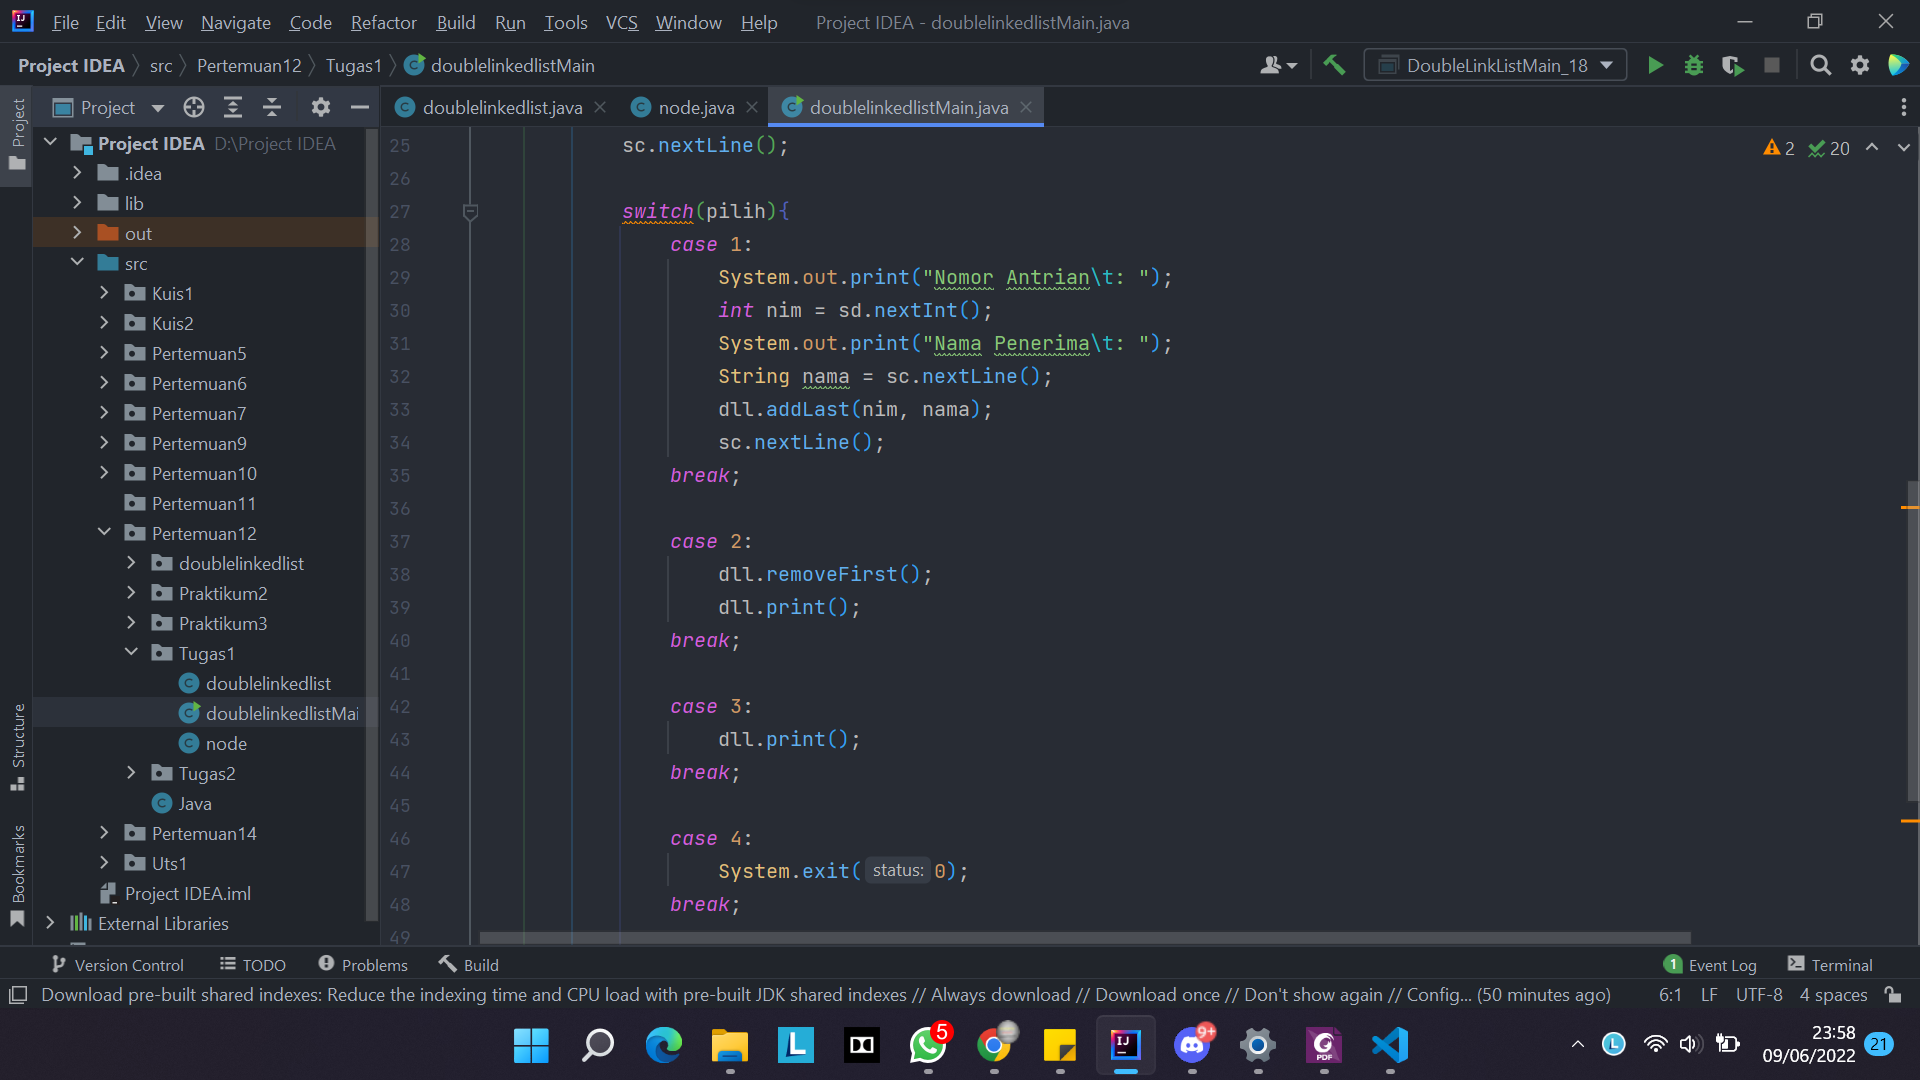 File Edit View Navigate Code Refactor Build Run Tools VCS Window Help Project IDEA - doublelinkedlistMain.java
Project IDEA src Pertemuan12 Tugas1 doublelinkedlistMain DoubleLinkListMain_18
Project doublelinkedlist.java node.java doublelinkedlistMain.java
Project
Project IDEA D:\Project IDEA
.idea
lib
out
src
Kuis1
Kuis2
Pertemuan5
Pertemuan6
Pertemuan7
Pertemuan9
Pertemuan10
Pertemuan11
Pertemuan12
doublelinkedlist
Praktikum2
Praktikum3
Tugas1
doublelinkedlist
doublelinkedlistMai
node
Tugas2
Java
Pertemuan14
Uts1
Project IDEA.iml
External Libraries
Structure
Bookmarks
2 20
25 sc.nextLine();
26
27 switch(pilih){
28 case 1:
29 System.out.print("Nomor Antrian\t: ");
30 int nim = sd.nextInt();
31 System.out.print("Nama Penerima\t: ");
32 String nama = sc.nextLine();
33 dll.addLast(nim, nama);
34 sc.nextLine();
35 break;
36
37 case 2:
38 dll.removeFirst();
39 dll.print();
40 break;
41
42 case 3:
43 dll.print();
44 break;
45
46 case 4:
47 System.exit( status: 0);
48 break;
49
Version Control TODO Problems Build 1 Event Log Terminal
Download pre-built shared indexes: Reduce the indexing time and CPU load with pre-built JDK shared indexes // Always download // Download once // Don't show again // Config... (50 minutes ago) 6:1 LF UTF-8 4 spaces
5 9+ 23:58
09/06/2022 21